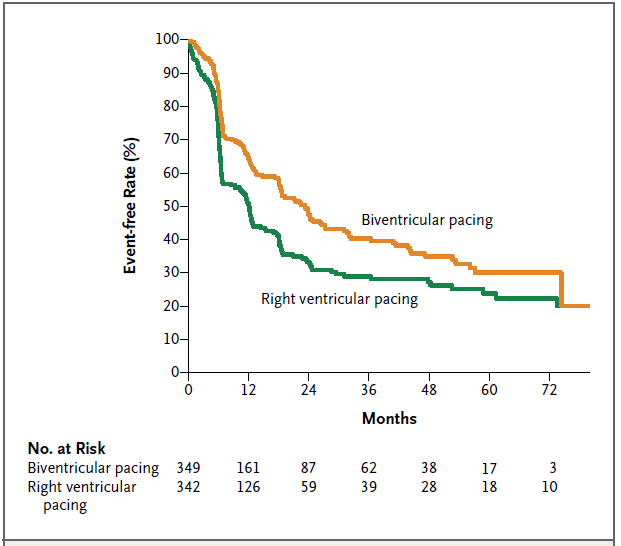 100
90
80
70
60
50
40
30
20
10
0
Event-free Rate (%)
Biventricular pacing
Right ventricular pacing
0 12 24 36 48 60 72
Months
No. at Risk
Biventricular pacing 349 161 87 62 38 17 3
Right ventricular 342 126 59 39 28 18 10
pacing